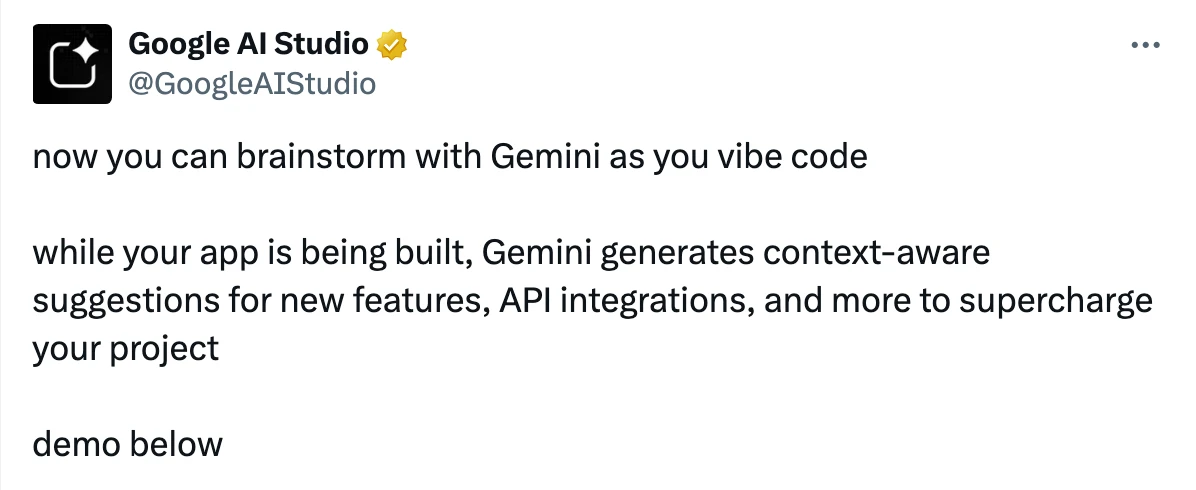 Google AI Studio
@GoogleAIStudio
now you can brainstorm with Gemini as you vibe code
while your app is being built, Gemini generates context-aware
suggestions for new features, API integrations, and more to supercharge
your project
demo below